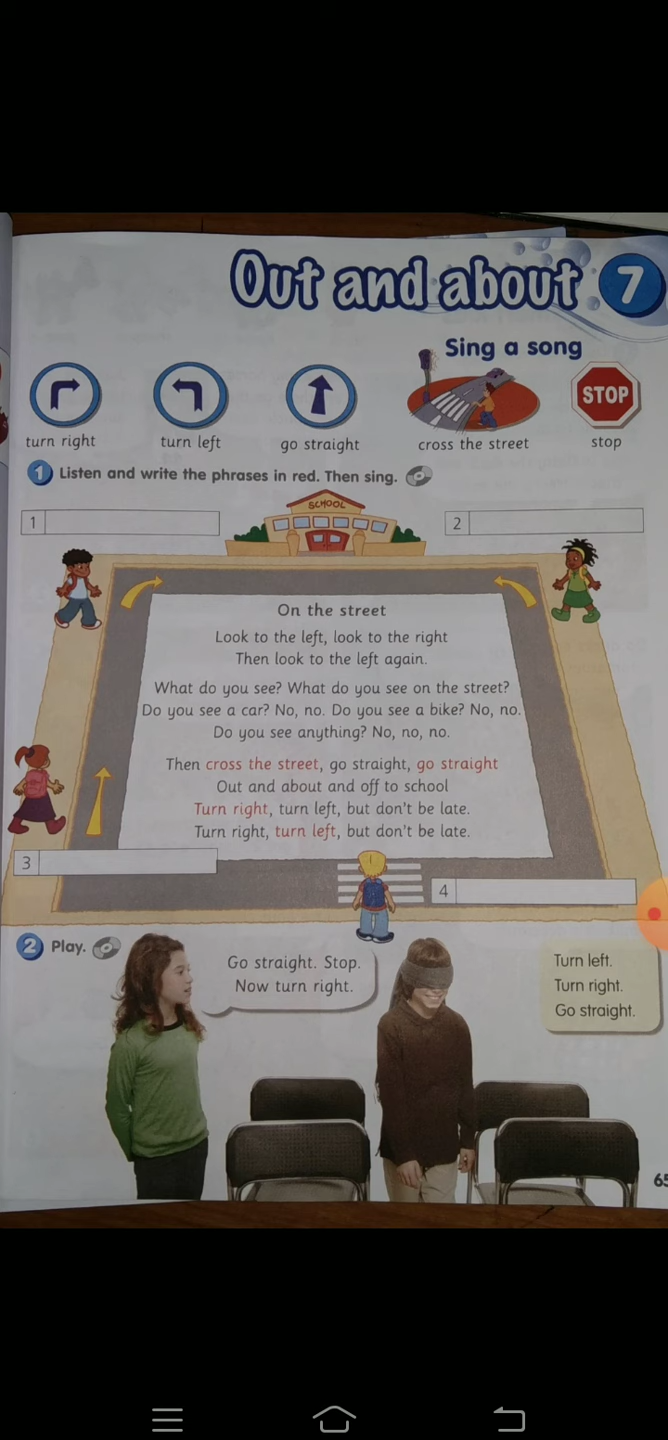 Out and about 7
Sing a song
STOP
turn right
turn left
go straight
cross the street
stop
1 Listen and write the phrases in red. Then sing.
SCHOOL
1
2
On the street
Look to the left, look to the right
Then look to the left again.
What do you see? What do you see on the street?
Do you see a car? No, no. Do you see a bike? No, no.
Do you see anything? No, no, no.
Then cross the street, go straight, go straight
Out and about and off to school
Turn right, turn left, but don't be late.
Turn right, turn left, but don't be late.
3
4
2 Play.
Go straight. Stop.
Now turn right.
Turn left.
Turn right.
Go straight.
65